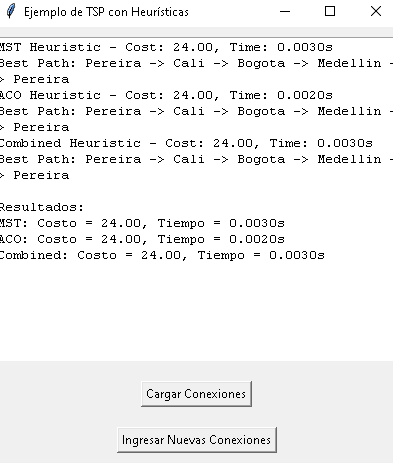 Ejemplo de TSP con Heurísticas
MST Heuristic - Cost: 24.00, Time: 0.0030s
Best Path: Pereira -> Cali -> Bogota -> Medellin -
> Pereira
ACO Heuristic - Cost: 24.00, Time: 0.0020s
Best Path: Pereira -> Cali -> Bogota -> Medellin -
> Pereira
Combined Heuristic - Cost: 24.00, Time: 0.0030s
Best Path: Pereira -> Cali -> Bogota -> Medellin -
> Pereira
Resultados:
MST: Costo = 24.00, Tiempo = 0.0030s
ACO: Costo = 24.00, Tiempo = 0.0020s
Combined: Costo = 24.00, Tiempo = 0.0030s
Cargar Conexiones
Ingresar Nuevas Conexiones